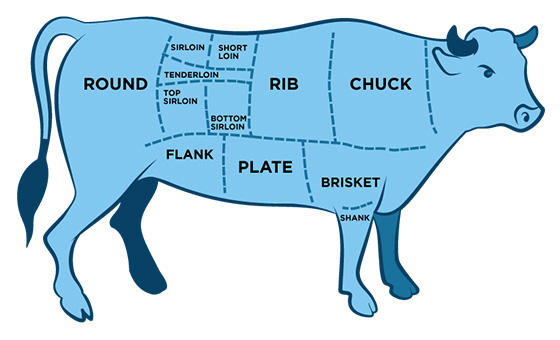 SIRLOIN
SHORT
LOIN
TENDERLOIN
ROUND
TOP
SIRLOIN
BOTTOM
SIRLOIN
RIB
CHUCK
FLANK
PLATE
BRISKET
SHANK